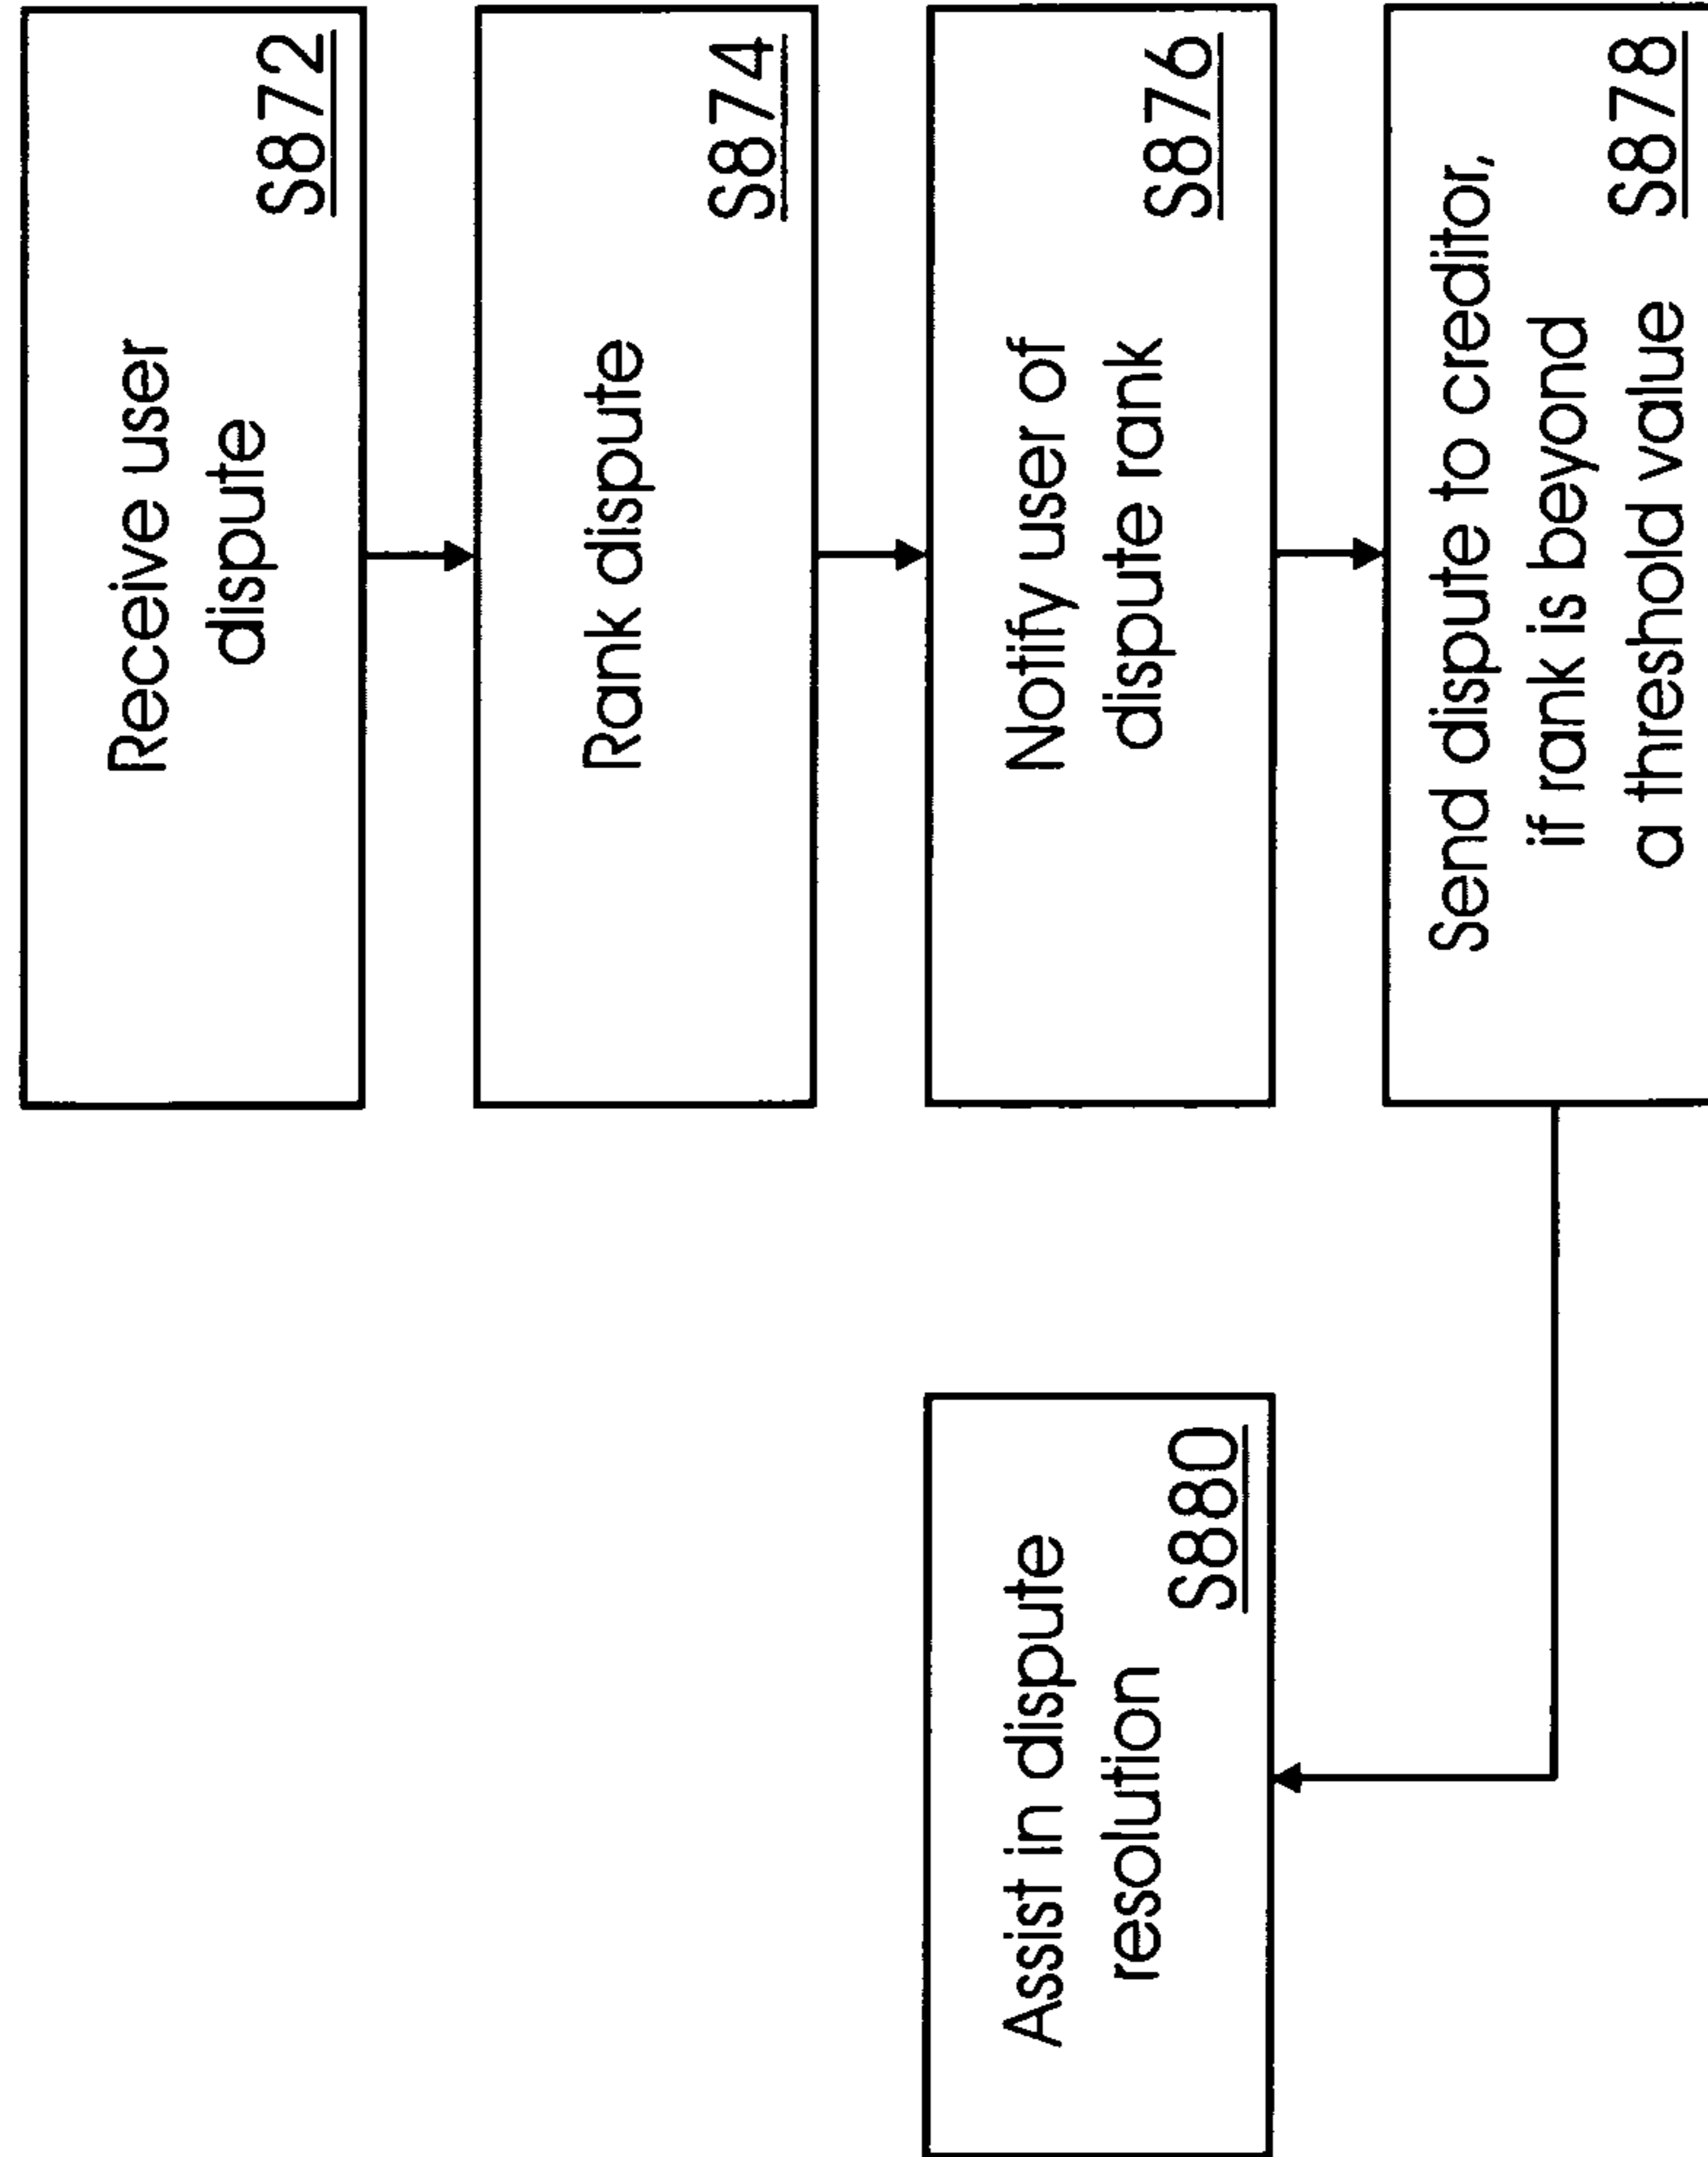 Receive user
dispute
S872
Rank dispute
S874
Notify user of
dispute rank
S876
Send dispute to creditor,
if rank is beyond
a threshold value S878
Assist in dispute
resolution
S880